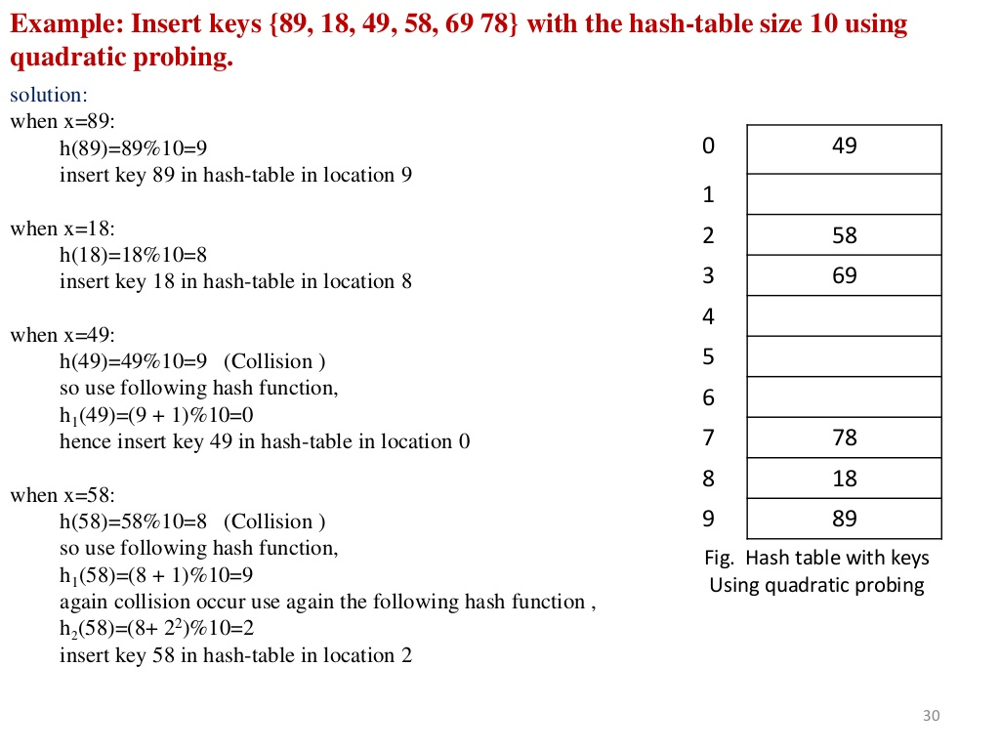 Example: Insert keys {89, 18, 49, 58, 69 78} with the hash-table size 10 using
quadratic probing.
solution:
when x=89:
h(89)=89%10=9
insert key 89 in hash-table in location 9
when x=18:
h(18)=18%10=8
insert key 18 in hash-table in location 8
when x=49:
h(49)=49%10=9 (Collision )
so use following hash function,
h₁(49)=(9 + 1)%10=0
hence insert key 49 in hash-table in location 0
when x=58:
h(58)=58%10=8 (Collision )
so use following hash function,
h₁(58)=(8 + 1)%10=9
again collision occur use again the following hash function ,
h₂(58)=(8+ 2²)%10=2
insert key 58 in hash-table in location 2
0 49
1
2 58
3 69
4
5
6
7 78
8 18
9 89
Fig. Hash table with keys
Using quadratic probing
30